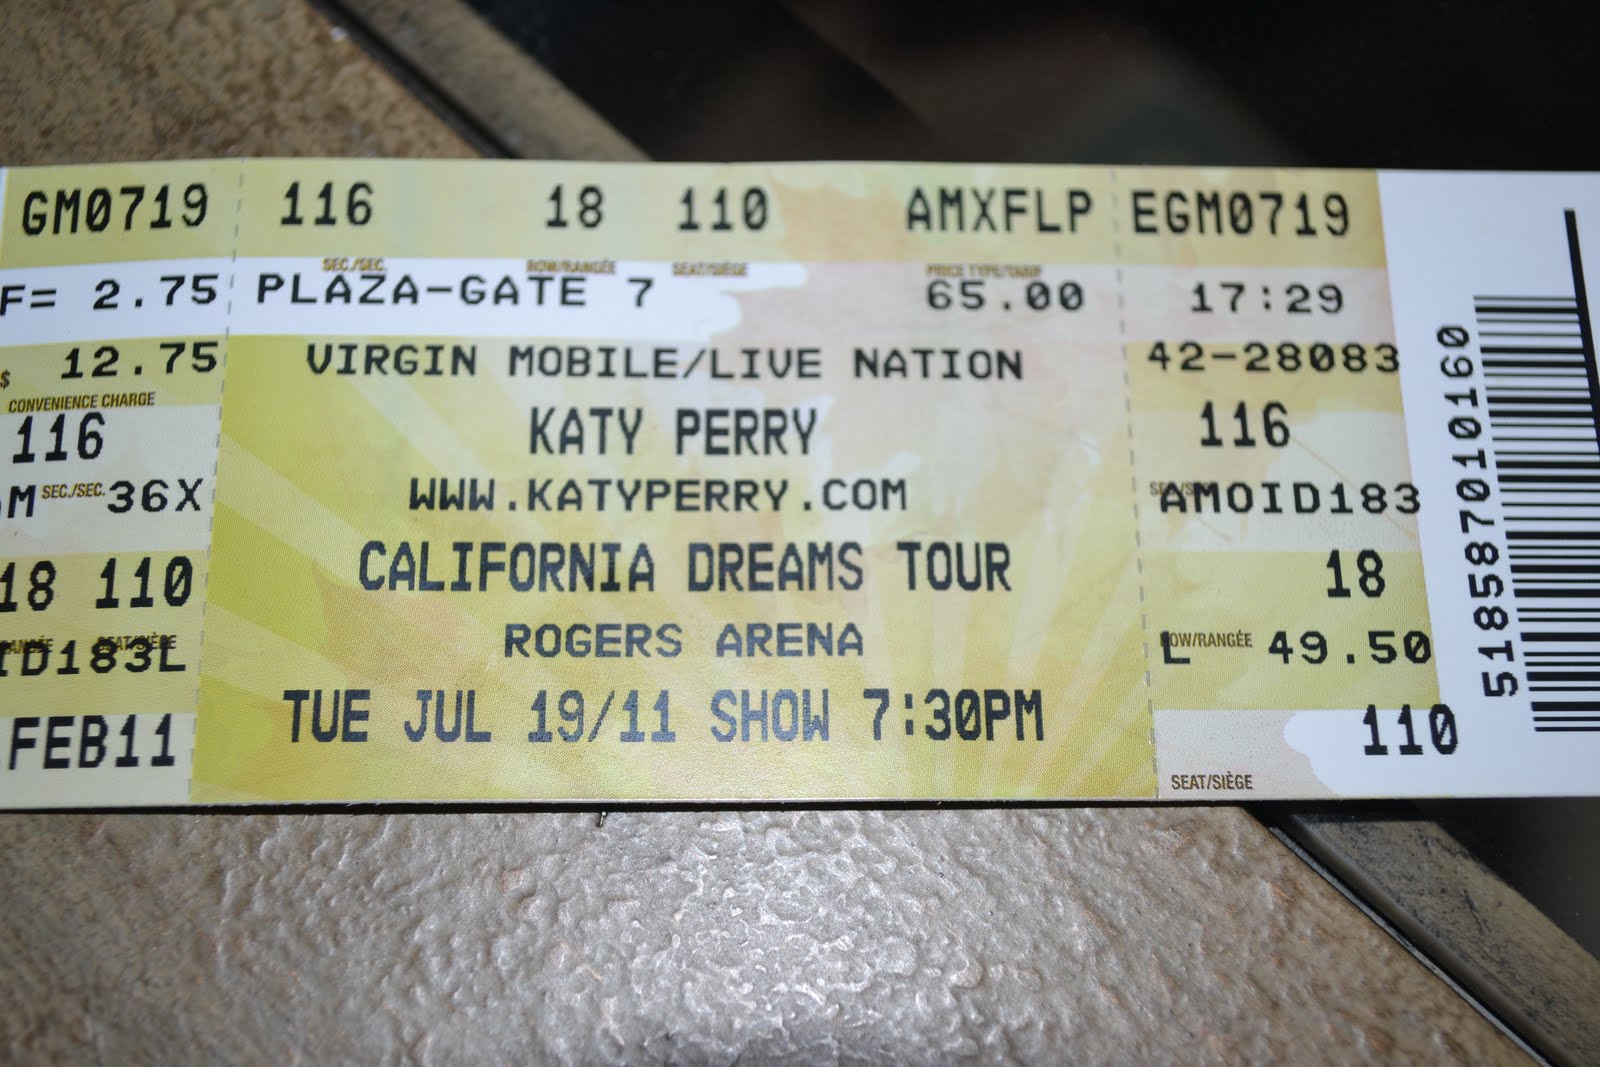 GM0719
F= 2.75
$ 12.75
CONVENIENCE CHARGE
116
SEC./SEC. 36X
18 110
SEAT/SIÈGE
ID183L
FEB11
116 18 110 AMXFLP
SEC./SEC. ROW/RANGÉE SEAT/SIÈGE PRICE TYPE/TARIF
PLAZA-GATE 7 65.00
VIRGIN MOBILE/LIVE NATION
KATY PERRY
WWW.KATYPERRY.COM
CALIFORNIA DREAMS TOUR
ROGERS ARENA
TUE JUL 19/11 SHOW 7:30PM
EGM0719
17:29
42-28083
116
AMOID183
18
ROW/RANGÉE
L 49.50
110
SEAT/SIÈGE
518587010160